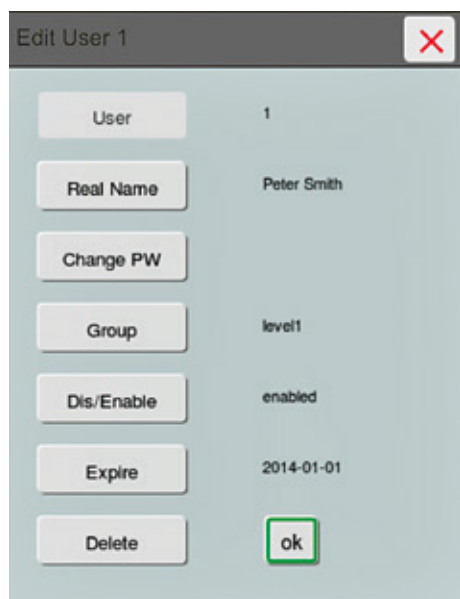 Edit User 1
User 1
Real Name Peter Smith
Change PW
Group level1
Dis/Enable enabled
Expire 2014-01-01
Delete ok